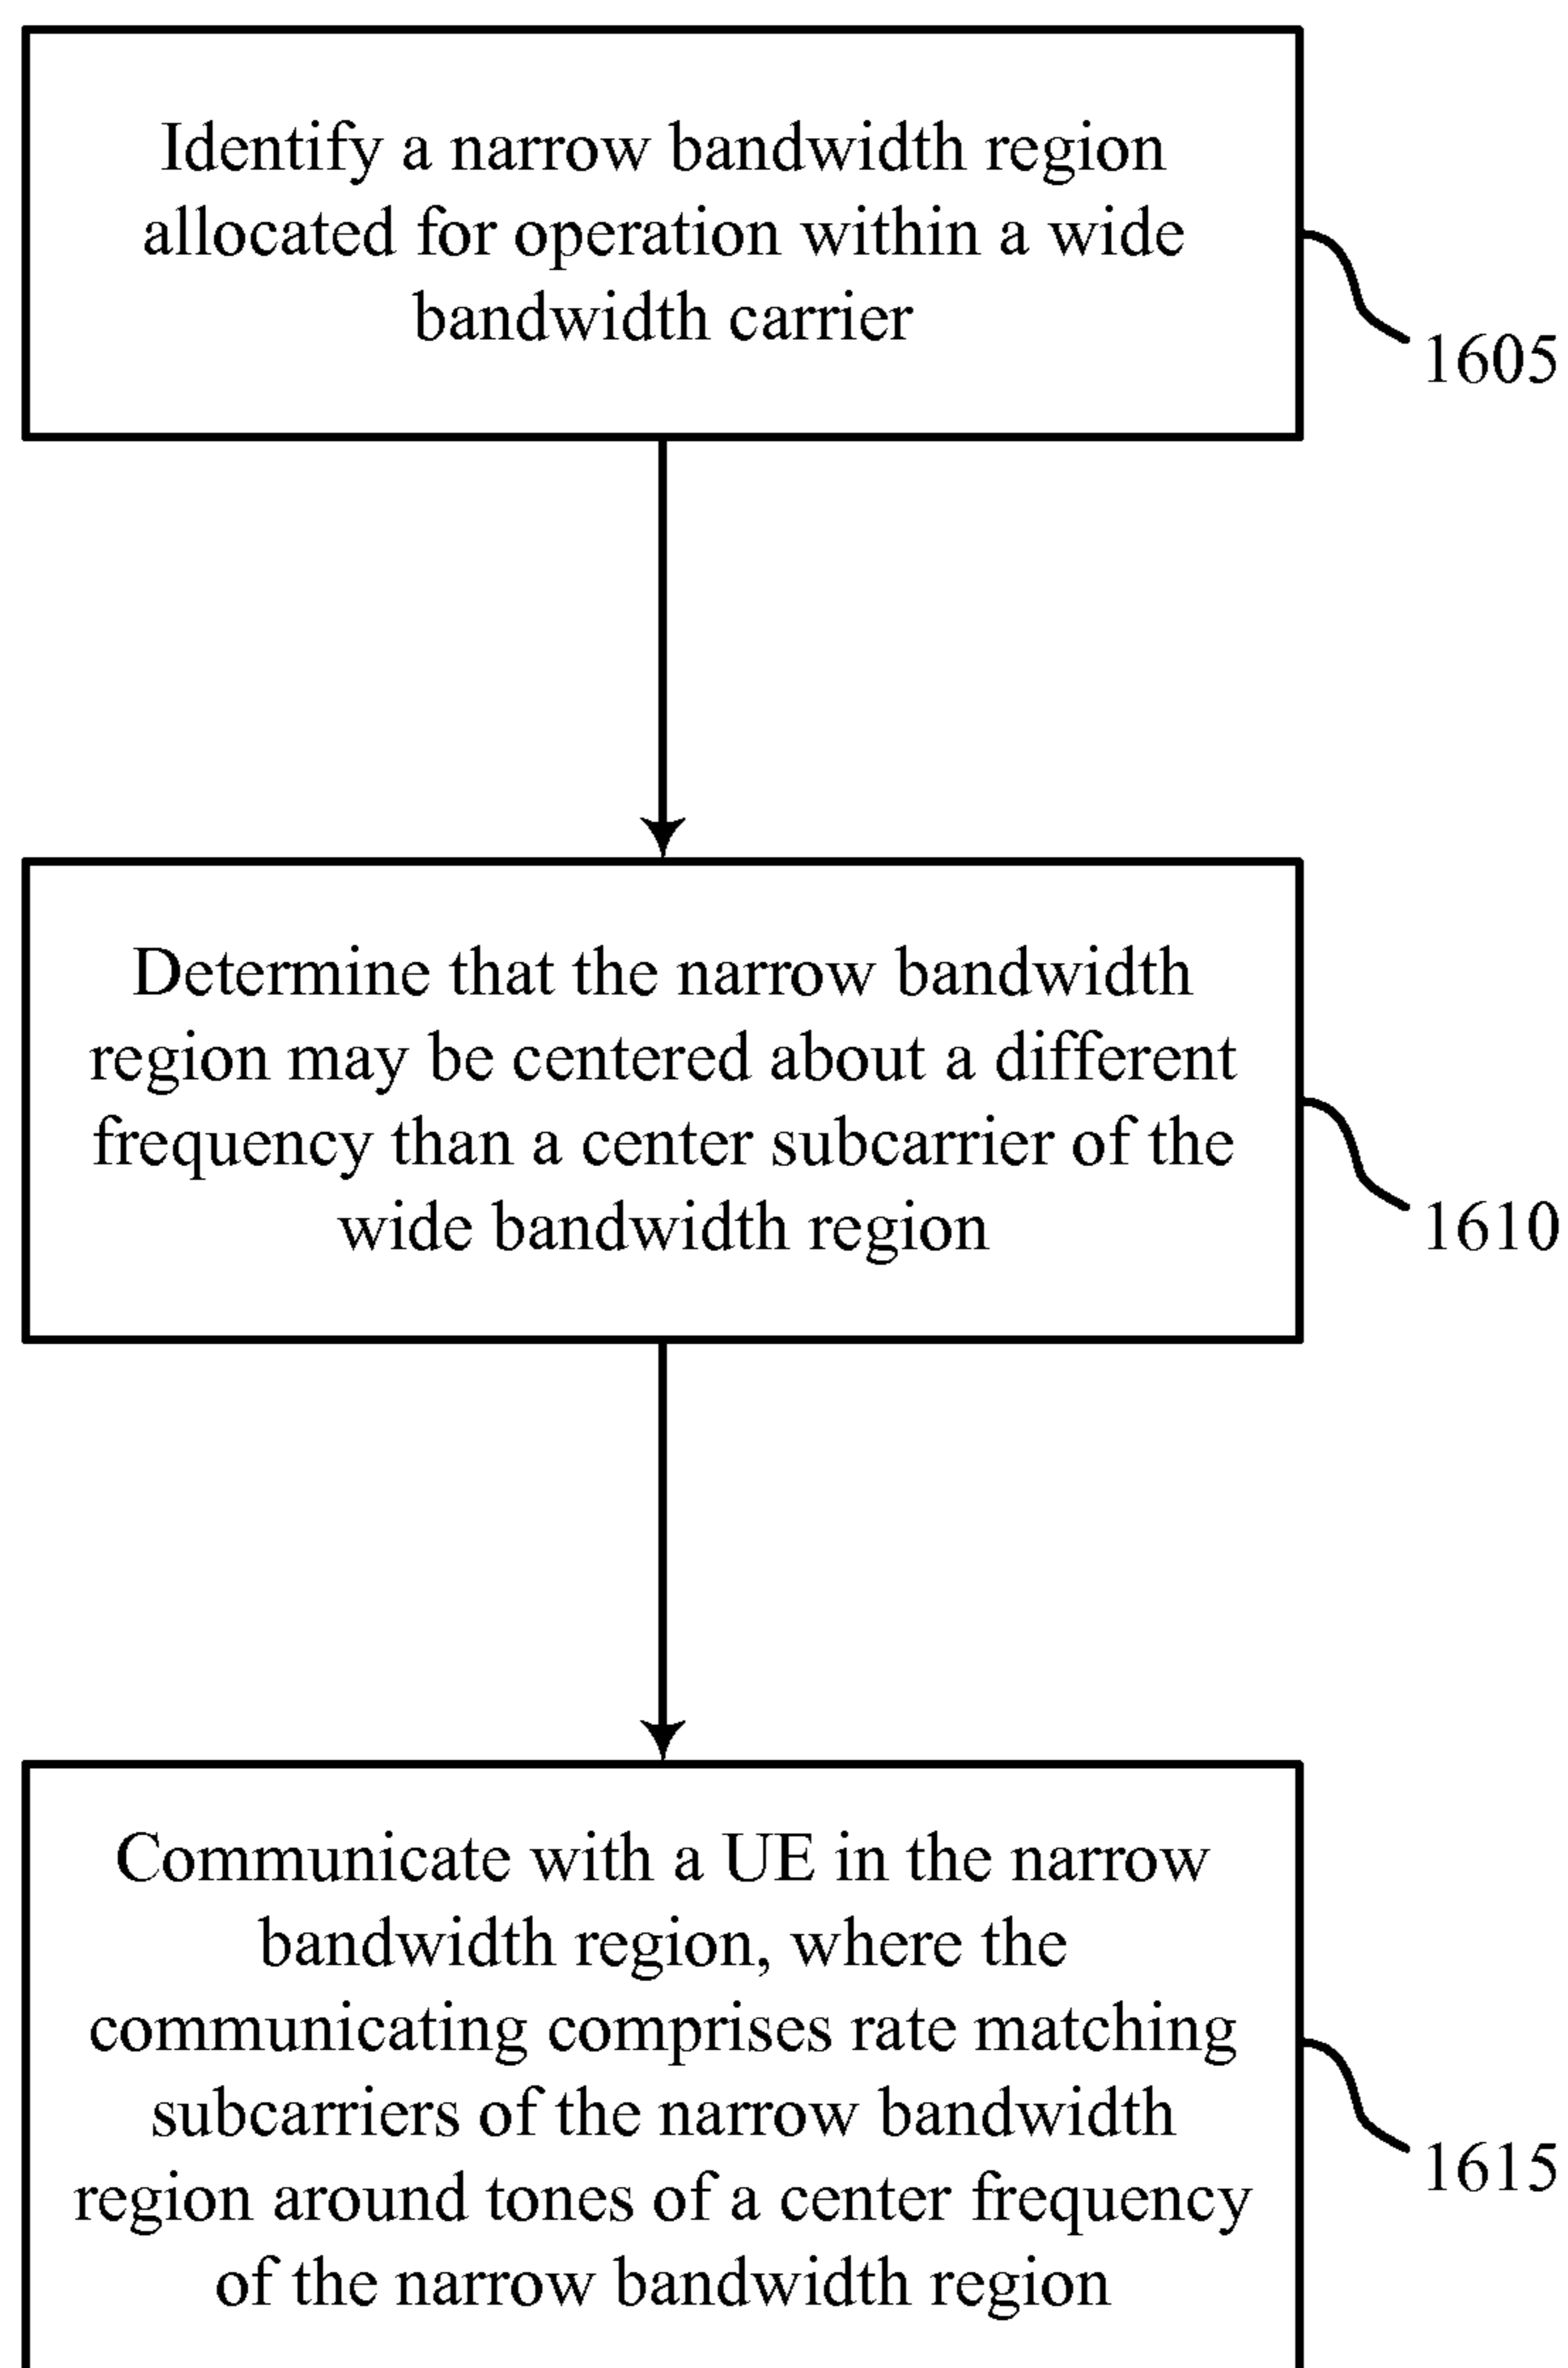 Identify a narrow bandwidth region
allocated for operation within a wide
bandwidth carrier
1605
Determine that the narrow bandwidth
region may be centered about a different
frequency than a center subcarrier of the
wide bandwidth region
1610
Communicate with a UE in the narrow
bandwidth region, where the
communicating comprises rate matching
subcarriers of the narrow bandwidth
region around tones of a center frequency
of the narrow bandwidth region
1615